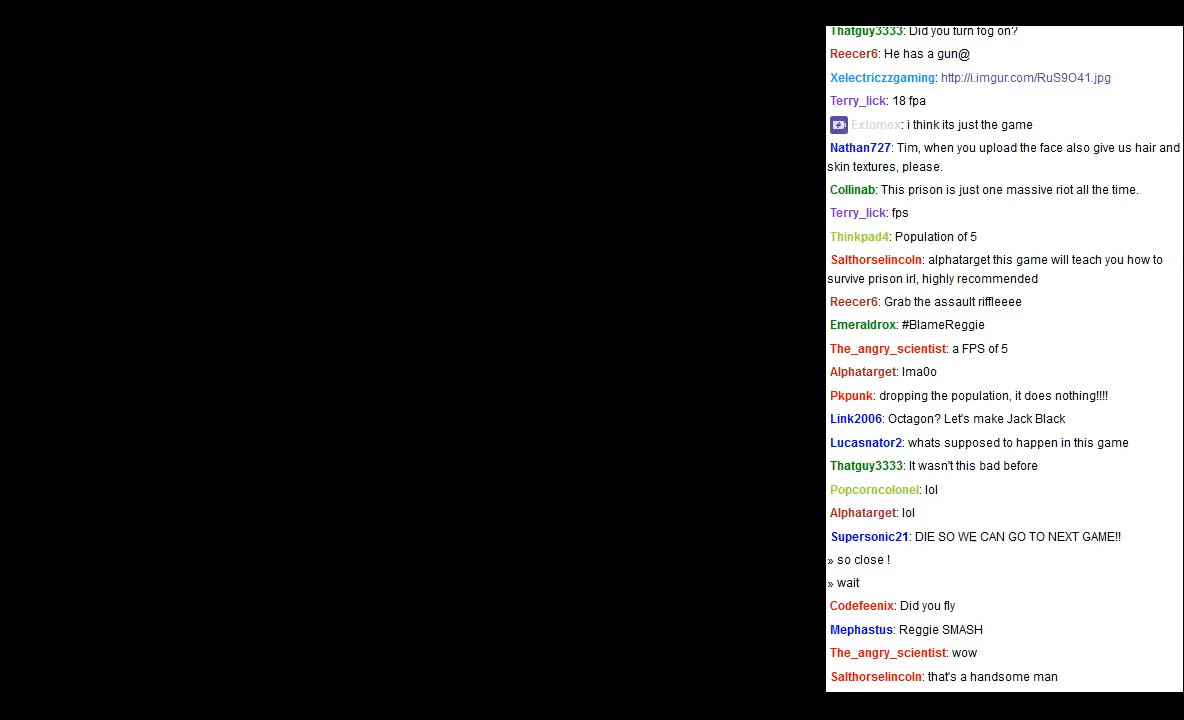 Thatguy3333: Did you turn fog on?
Reecer6: He has a gun@
Xelectriczzgaming: http://i.imgur.com/RuS9O41.jpg
Terry_lick: 18 fpa
Extomex: i think its just the game
Nathan727: Tim, when you upload the face also give us hair and
skin textures, please.
Collinab: This prison is just one massive riot all the time.
Terry_lick: fps
Thinkpad4: Population of 5
Salthorselincoln: alphatarget this game will teach you how to
survive prison irl, highly recommended
Reecer6: Grab the assault riffleeee
Emeraldrox: #BlameReggie
The_angry_scientist: a FPS of 5
Alphatarget: lma0o
Pkpunk: dropping the population, it does nothing!!!!
Link2006: Octagon? Let's make Jack Black
Lucasnator2: whats supposed to happen in this game
Thatguy3333: It wasn't this bad before
Popcorncolonel: lol
Alphatarget: lol
Supersonic21: DIE SO WE CAN GO TO NEXT GAME!!
» so close !
» wait
Codefeenix: Did you fly
Mephastus: Reggie SMASH
The_angry_scientist: wow
Salthorselincoln: that's a handsome man